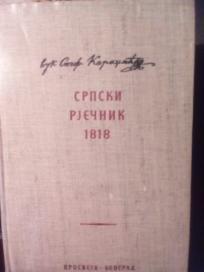 Вук Стеф Караџић
СРПСКИ
РЈЕЧНИК
1818
ПРОСВЕТА - БЕОГРАД